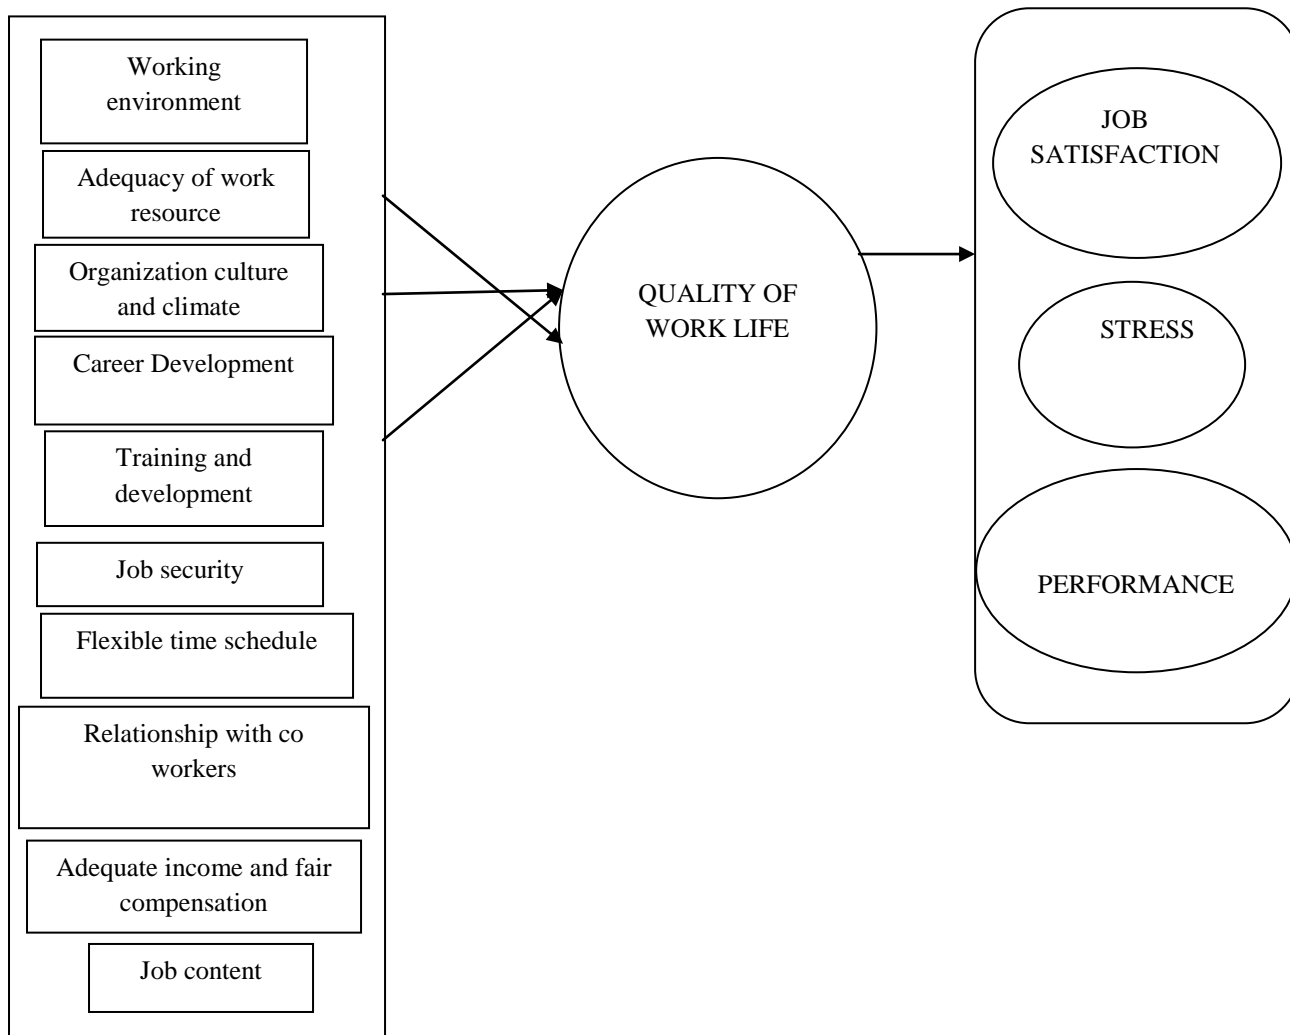 Working
environment
Adequacy of work
resource
Organization culture
and climate
Career Development
Training and
development
Job security
Flexible time schedule
Relationship with co
workers
Adequate income and fair
compensation
Job content
QUALITY OF
WORK LIFE
JOB
SATISFACTION
STRESS
PERFORMANCE